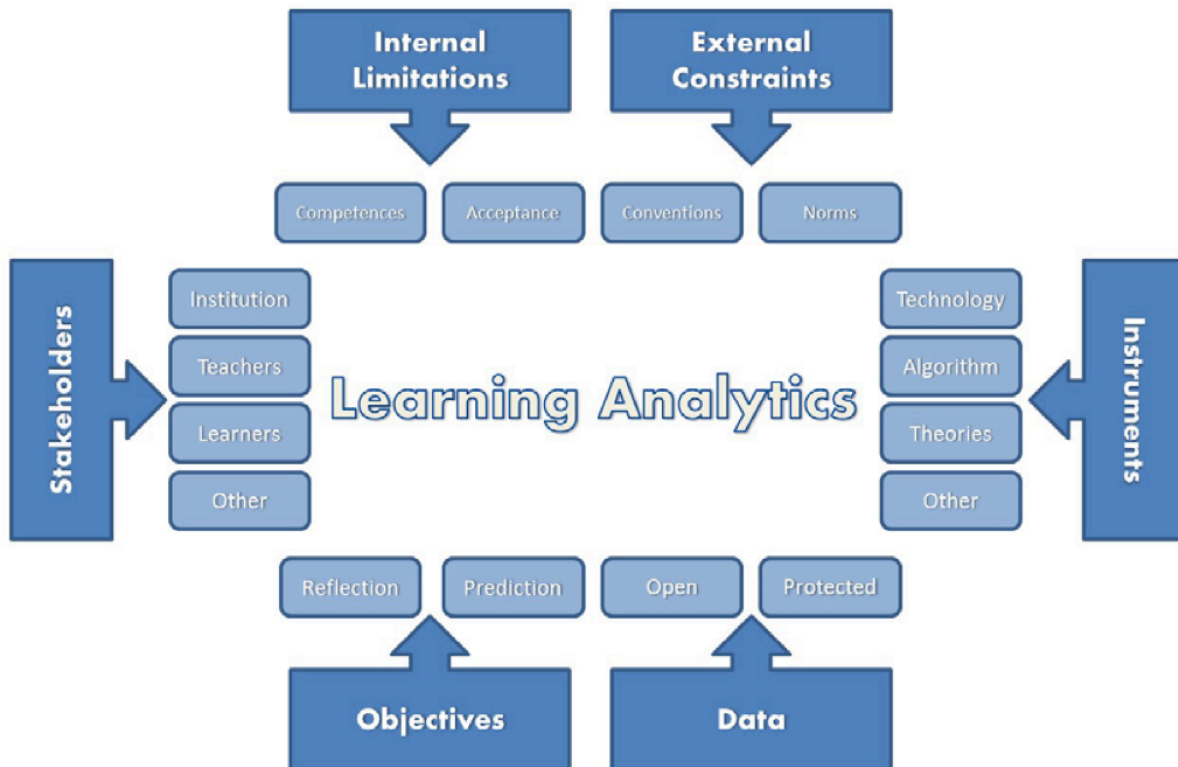 Internal
Limitations
External
Constraints
Competences
Acceptance
Conventions
Norms
Stakeholders
Institution
Teachers
Learners
Other
Learning Analytics
Technology
Algorithm
Theories
Other
Instruments
Reflection
Prediction
Open
Protected
Objectives
Data